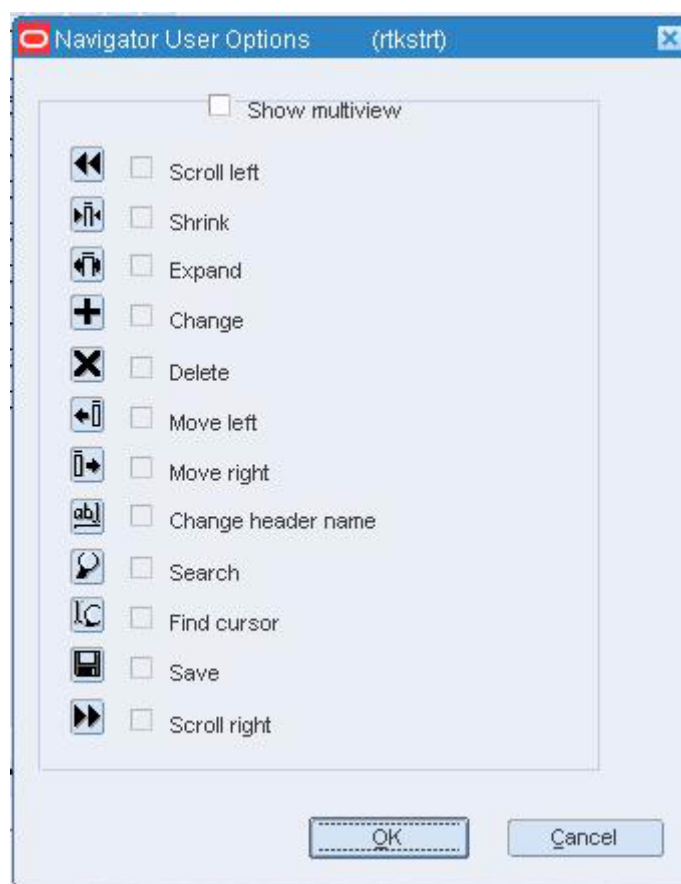 Navigator User Options (rtkstrt)
Show multiview
Scroll left
Shrink
Expand
Change
Delete
Move left
Move right
abl Change header name
Search
Find cursor
Save
Scroll right
OK Cancel